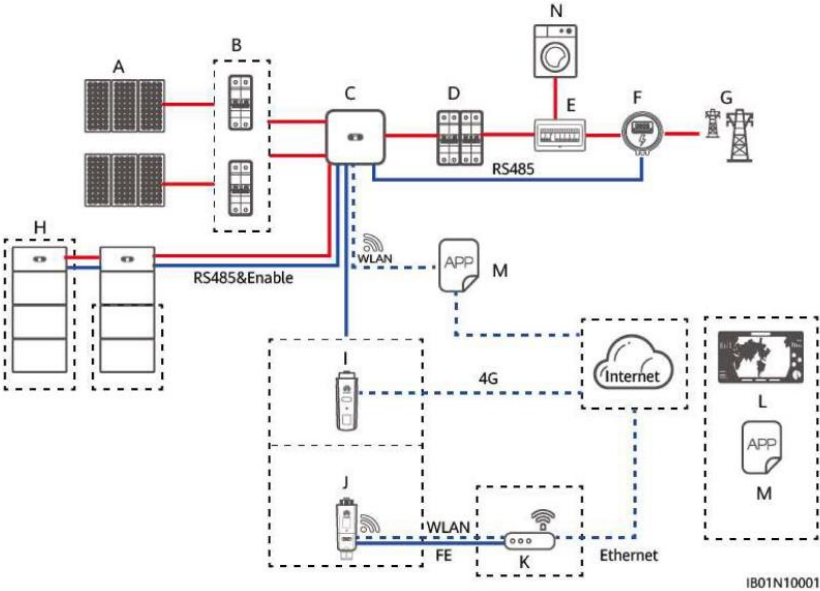 N
B
A
C
D
E
F
G
RS485
H
WLAN
APP
M
RS485&Enable
I
4G
Internet
L
APP
M
J
WLAN
FE
K
Ethernet
IB01N10001